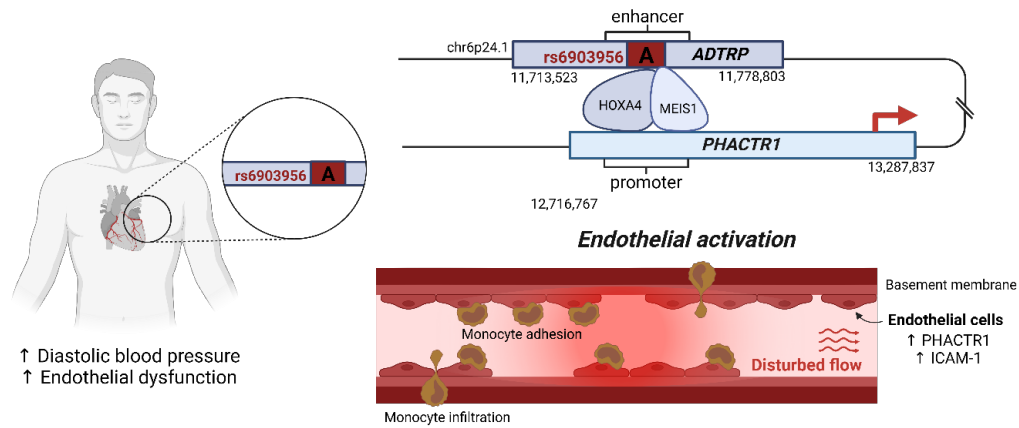 enhancer
chr6p24.1
rs6903956 A ADTRP
11,713,523 11,778,803
HOXA4 MEIS1
PHACTR1
promoter
13,287,837
12,716,767
rs6903956 A
Endothelial activation
Basement membrane
Monocyte adhesion
Endothelial cells
↑ PHACTR1
↑ ICAM-1
Disturbed flow
Monocyte infiltration
↑ Diastolic blood pressure
↑ Endothelial dysfunction